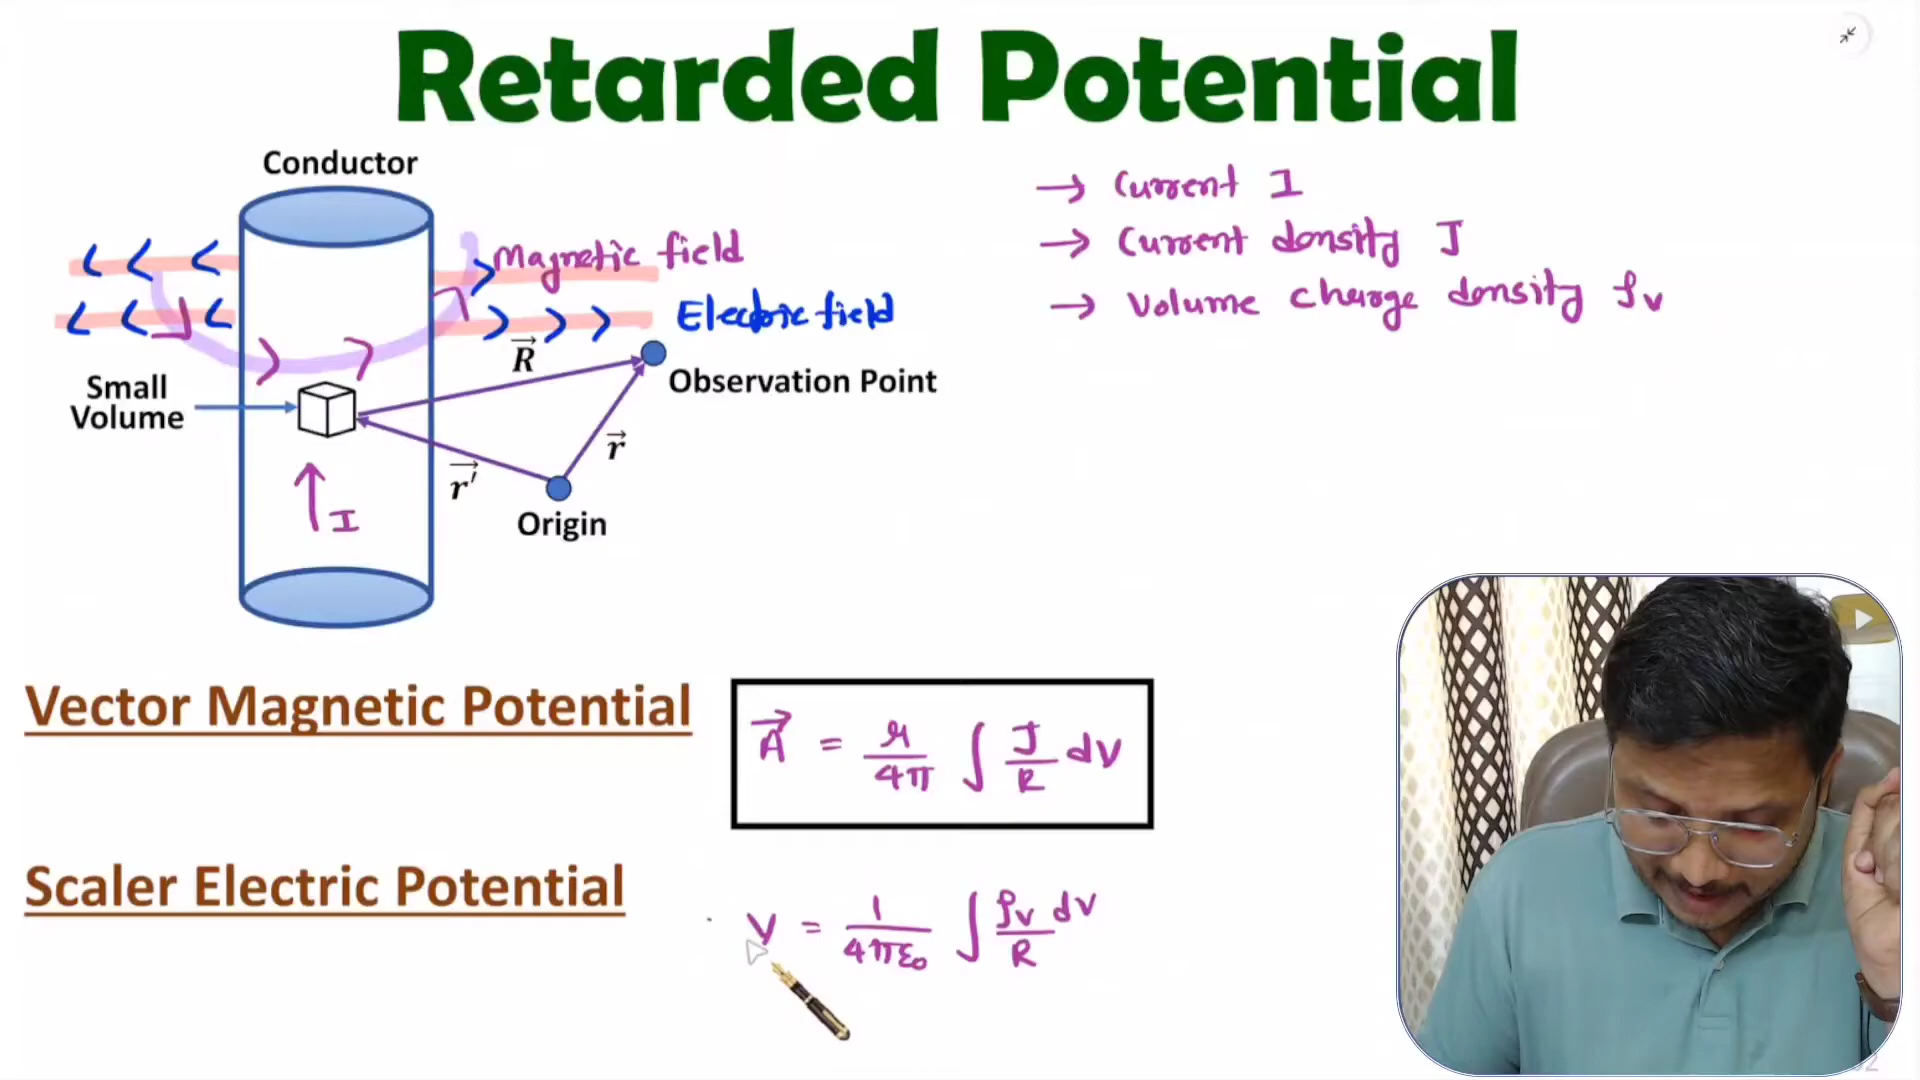 Retarded Potential
Conductor
→ Current I
→ Current density J
→ Volume charge density ρv
Magnetic field
Electric field
R
Observation Point
Small
Volume
r
r'
I
Origin
Vector Magnetic Potential
A = μ/4π ∫ J/R dV
Scaler Electric Potential
V = 1/4πε₀ ∫ ρv dV/R